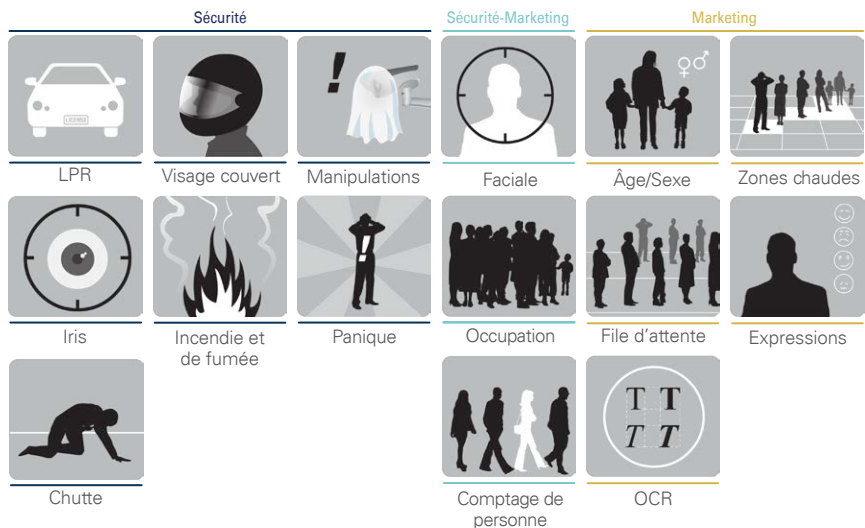 Sécurité
Sécurité-Marketing
Marketing
LICENSE
!
LPR
Visage couvert
Manipulations
Faciale
Âge/Sexe
Zones chaudes
!
Iris
Incendie et
de fumée
Panique
Occupation
File d’attente
Expressions
T T
T T
Chutte
Comptage de
personne
OCR